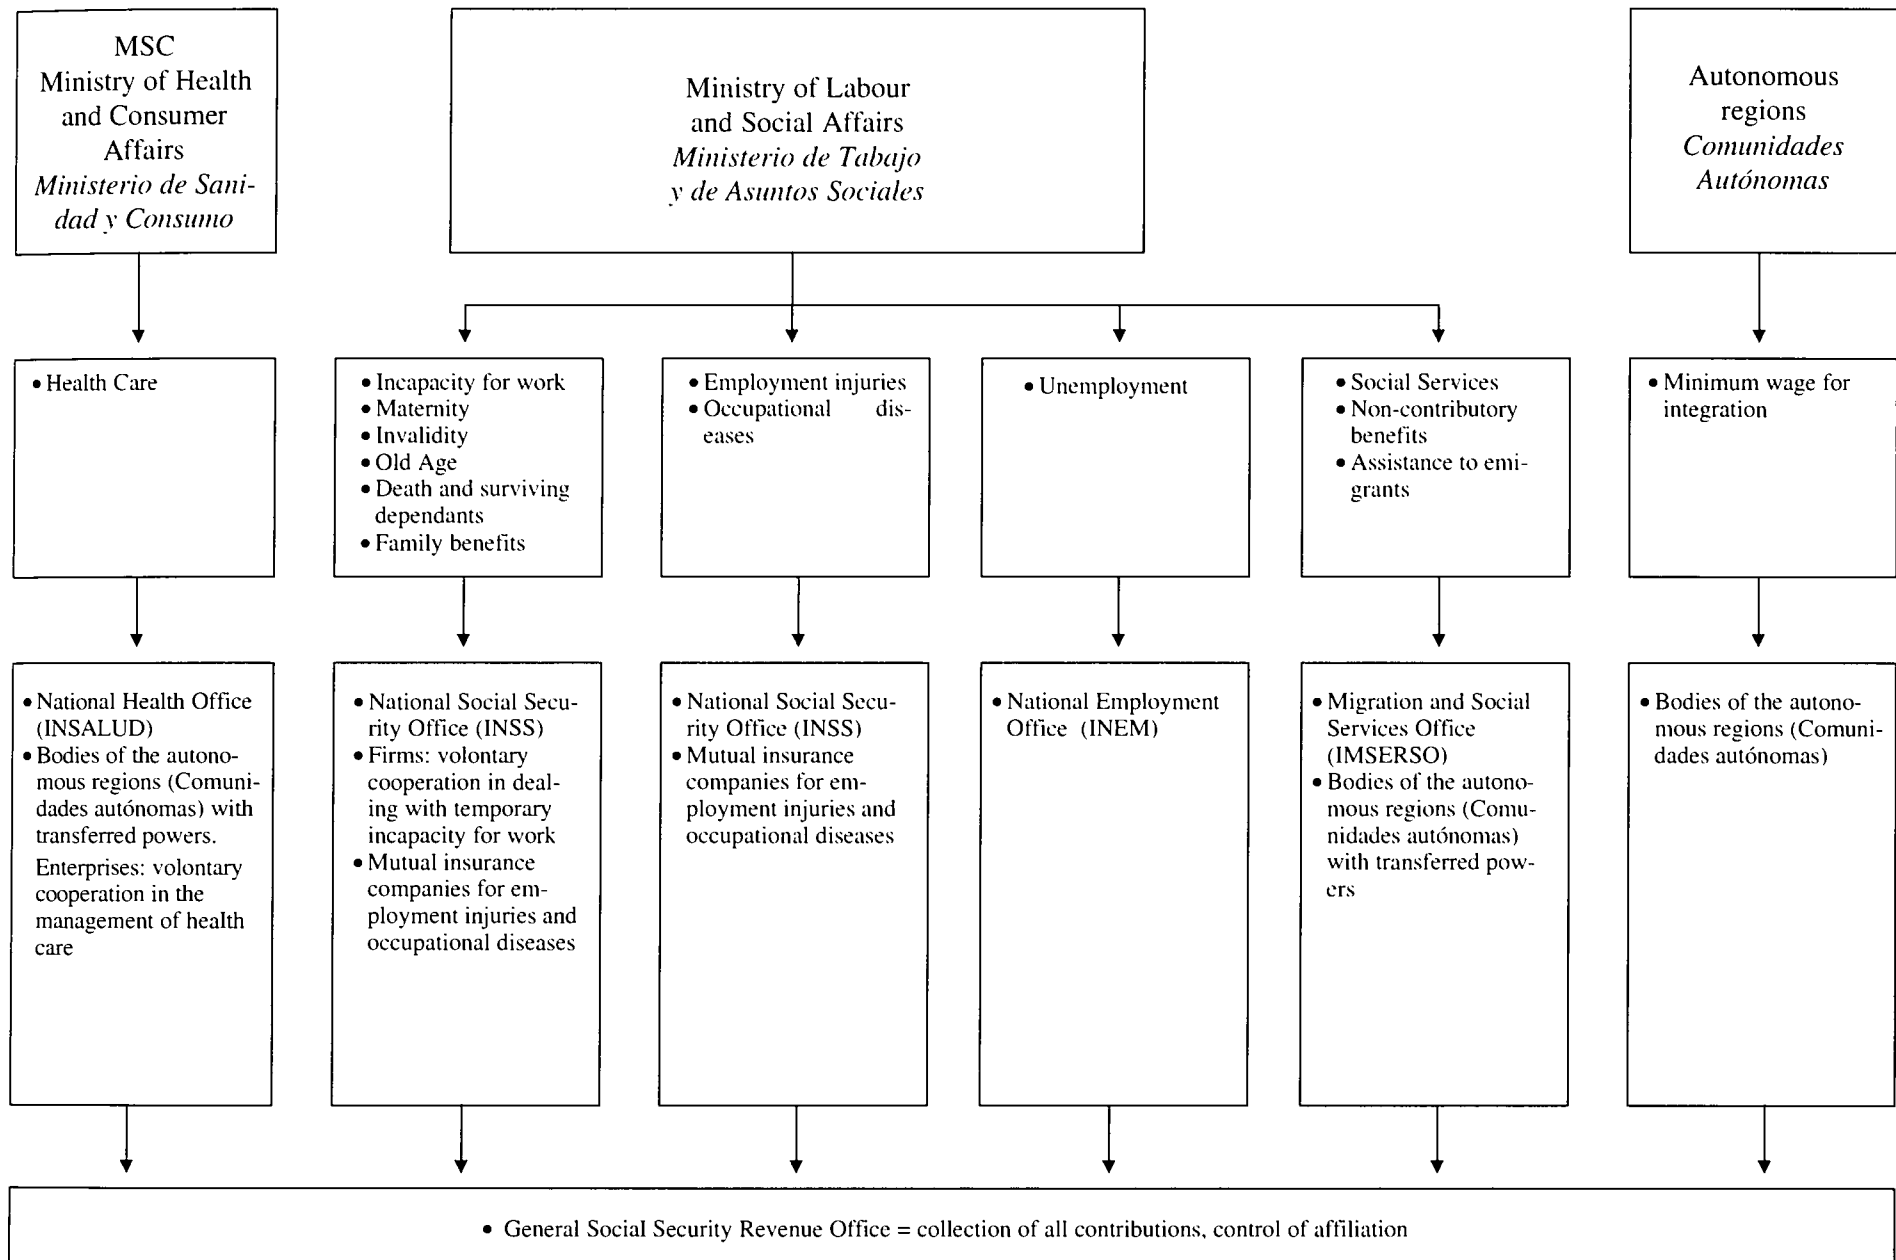 MSC
Ministry of Health
and Consumer
Affairs
Ministerio de Sani-
dad y Consumo
Ministry of Labour
and Social Affairs
Ministerio de Tabajo
y de Asuntos Sociales
Autonomous
regions
Comunidades
Autónomas
• Health Care
• Incapacity for work
• Maternity
• Invalidity
• Old Age
• Death and surviving
dependants
• Family benefits
• Employment injuries
• Occupational dis-
eases
• Unemployment
• Social Services
• Non-contributory
benefits
• Assistance to emi-
grants
• Minimum wage for
integration
• National Health Office
(INSALUD)
• Bodies of the autono-
mous regions (Comuni-
dades autónomas) with
transferred powers.
Enterprises: volontary
cooperation in the
management of health
care
• National Social Secu-
rity Office (INSS)
• Firms: volontary
cooperation in deal-
ing with temporary
incapacity for work
• Mutual insurance
companies for em-
ployment injuries and
occupational diseases
• National Social Secu-
rity Office (INSS)
• Mutual insurance
companies for em-
ployment injuries and
occupational diseases
• National Employment
Office (INEM)
• Migration and Social
Services Office
(IMSERSO)
• Bodies of the autono-
mous regions (Comu-
nidades autónomas)
with transferred pow-
ers
• Bodies of the autono-
mous regions (Comuni-
dades autónomas)
• General Social Security Revenue Office = collection of all contributions, control of affiliation